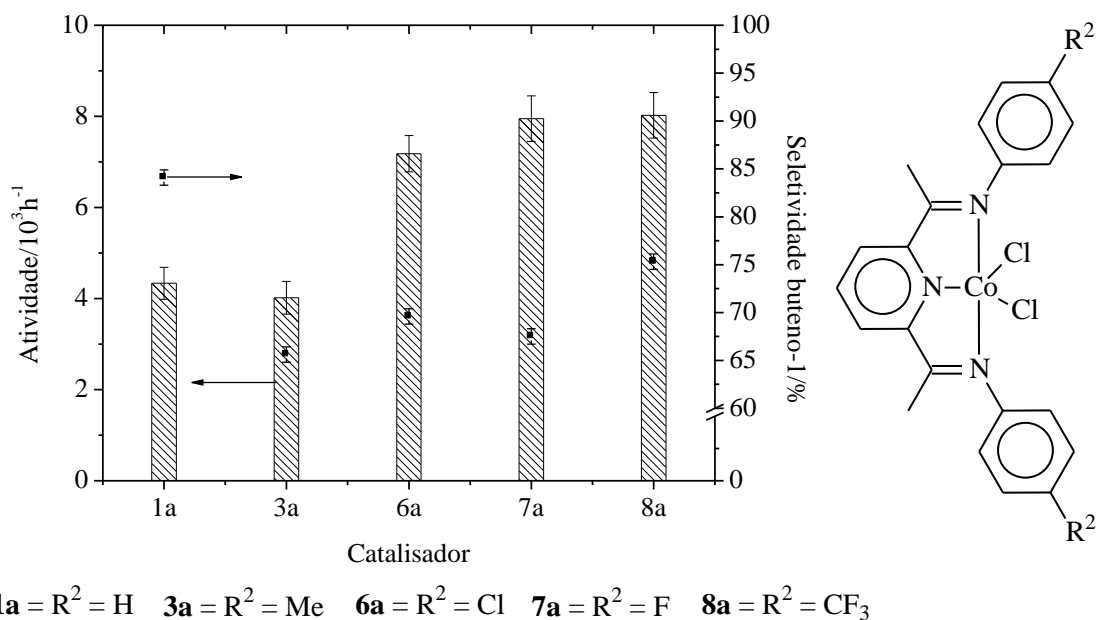 10
8
6
4
2
0
Atividade/10³h⁻¹
1a 3a 6a 7a 8a
Catalisador
100
95
90
85
80
75
70
65
60
0
Seletividade buteno-1/%
R²
N
Cl
N Co
Cl
N
R²
1a = R² = H 3a = R² = Me 6a = R² = Cl 7a = R² = F 8a = R² = CF₃